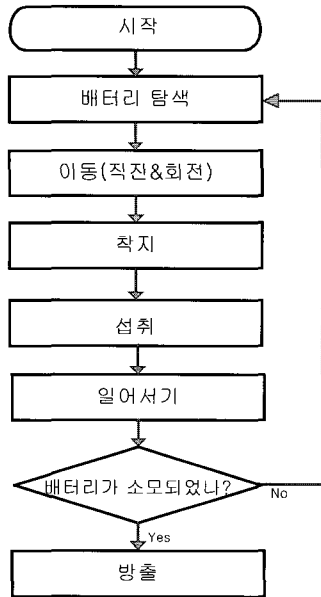 시작
배터리 탐색
이동(직진&회전)
착지
섭취
일어서기
배터리가 소모되었나?
No
Yes
방출